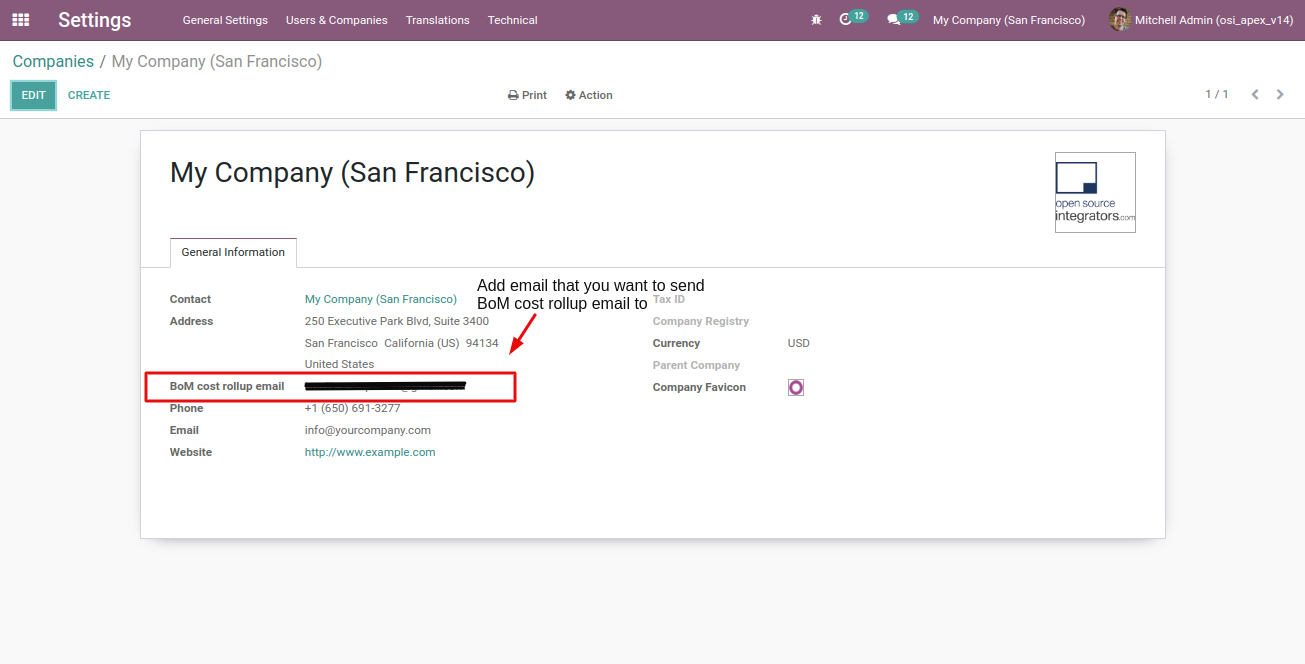 Settings
General Settings
Users & Companies
Translations
Technical
12
12
My Company (San Francisco)
Mitchell Admin (osi_apex_v14)
Companies / My Company (San Francisco)
EDIT
CREATE
Print
Action
1 / 1
My Company (San Francisco)
open source
integrators.com
General Information
Add email that you want to send
BoM cost rollup email to
Contact My Company (San Francisco)
Address 250 Executive Park Blvd, Suite 3400
San Francisco California (US) 94134
United States
BoM cost rollup email
Phone +1 (650) 691-3277
Email info@yourcompany.com
Website http://www.example.com
Tax ID
Company Registry
Currency USD
Parent Company
Company Favicon